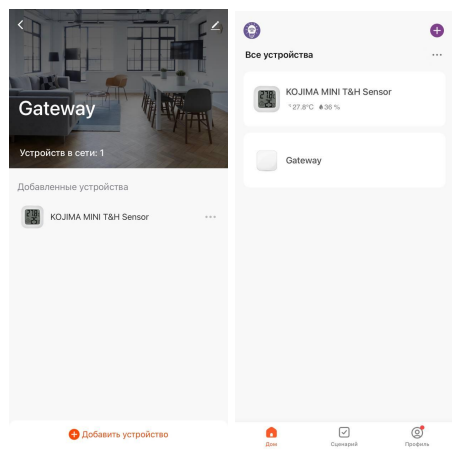 Gateway
Устройств в сети: 1
Добавленные устройства
KOJIMA MINI T&H Sensor
Добавить устройство
Все устройства
KOJIMA MINI T&H Sensor
27.8°C 36 %
Gateway
Дом
Сценарий
Профиль